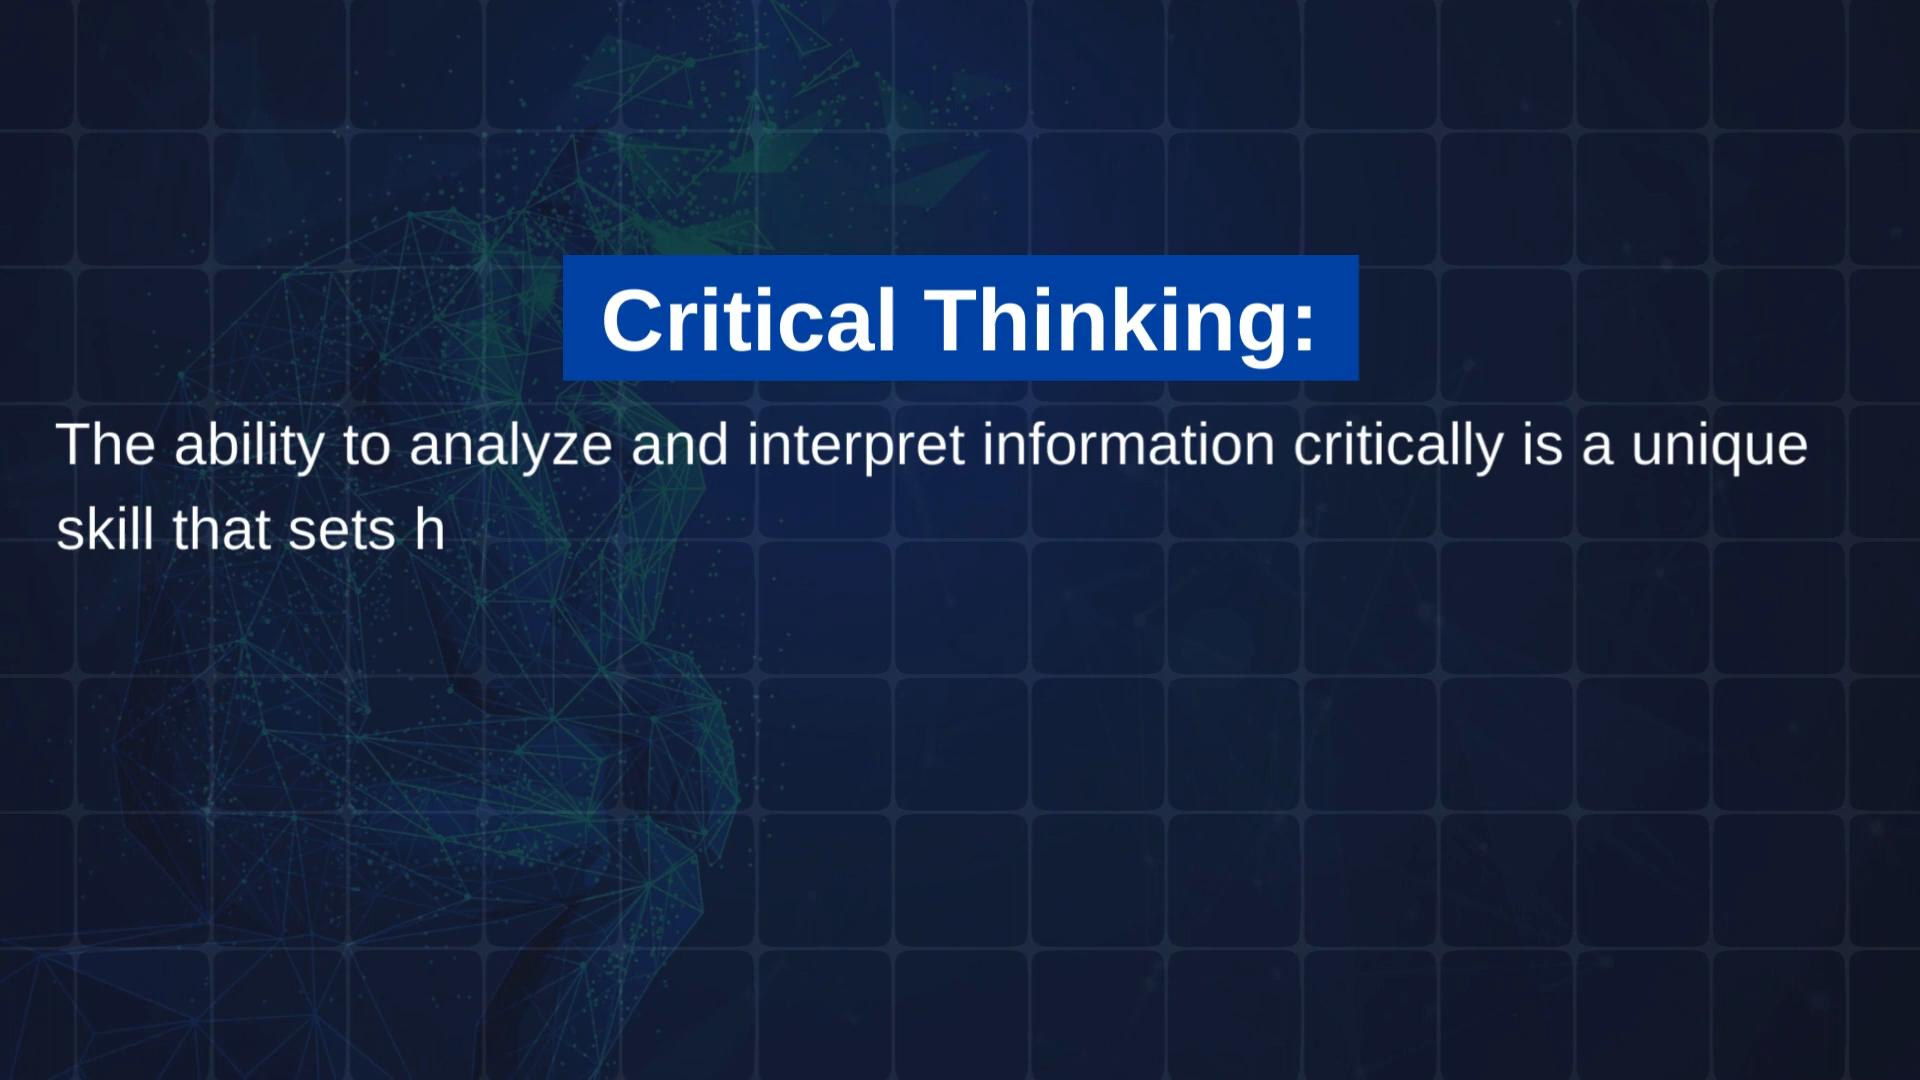 Critical Thinking:
The ability to analyze and interpret information critically is a unique
skill that sets h